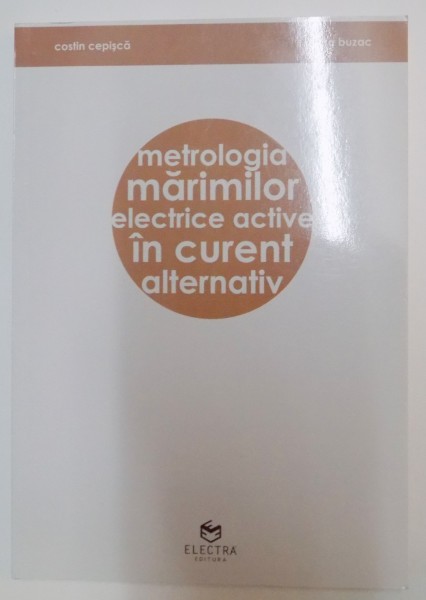 costin cepişcă
buzac
metrologia
mărimilor
electrice active
în curent
alternativ
ELECTRA
EDITURA